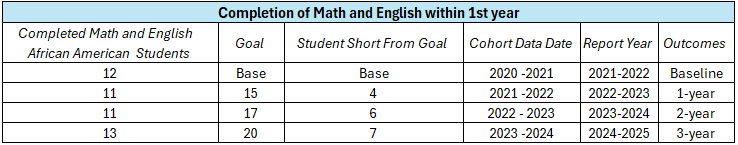 Completion of Math and English within 1st year
Completed Math and English African American Students | Goal | Student Short From Goal | Cohort Data Date | Report Year | Outcomes
12 | Base | Base | 2020 -2021 | 2021-2022 | Baseline
11 | 15 | 4 | 2021 -2022 | 2022-2023 | 1-year
11 | 17 | 6 | 2022 - 2023 | 2023-2024 | 2-year
13 | 20 | 7 | 2023 -2024 | 2024-2025 | 3-year